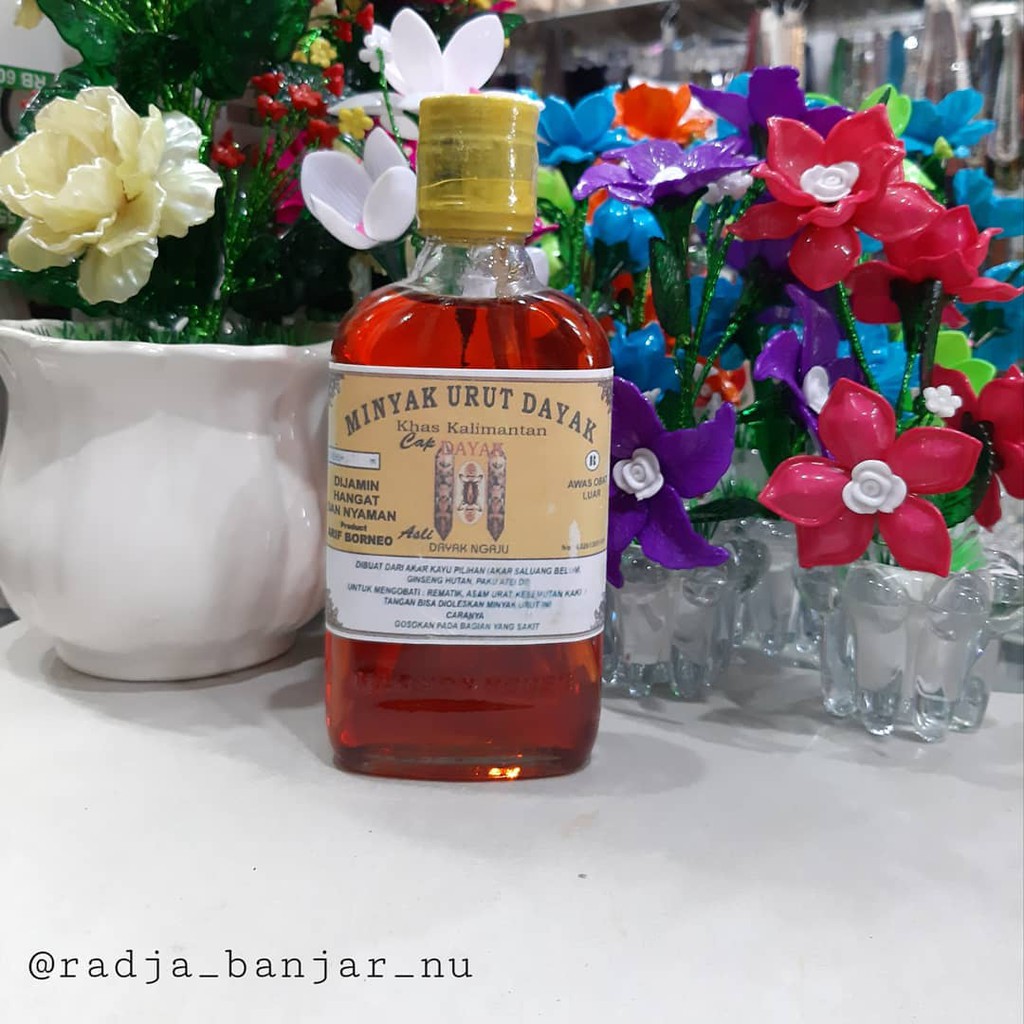 MINYAK URUT DAYAK
Khas Kalimantan
Cap DAYAK
R
DIJAMIN
HANGAT
DAN NYAMAN
Product
ARIF BORNEO
AWAS OBAT
LUAR
Asli
DAYAK NGAJU
DIBUAT DARI AKAR KAYU PILIHAN (AKAR SALUANG BELUM,
GINSENG HUTAN, PAKU ATEI
UNTUK MENGOBATI : REMATIK, ASAM URAT, KESEMUTAN KAKI /
TANGAN BISA DIOLESKAN MINYAK URUT INI
CARANYA
GOSOKAN PADA BAGIAN YANG SAKIT
@radja_banjar_nu